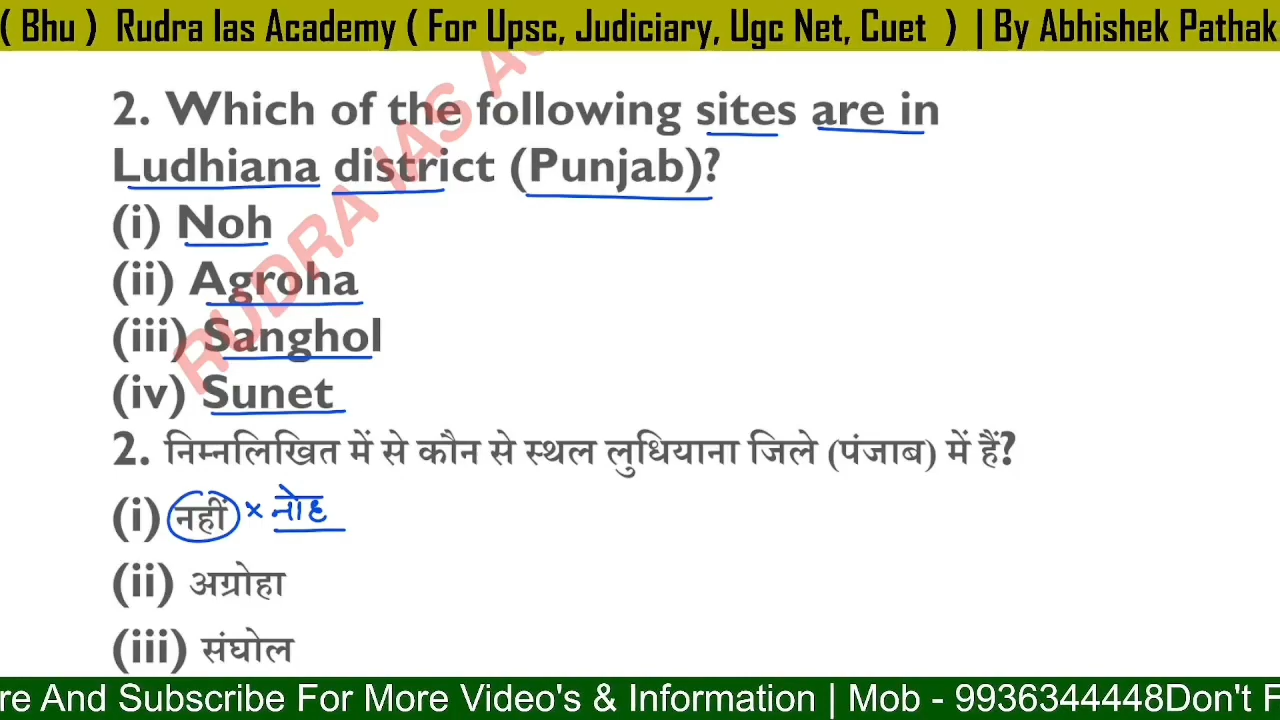 ( Bhu ) Rudra Ias Academy ( For Upsc, Judiciary, Ugc Net, Cuet ) | By Abhishek Pathak
2. Which of the following sites are in
Ludhiana district (Punjab)?
(i) Noh
(ii) Agroha
(iii) Sanghol
(iv) Sunet
RUDRA IAS
2. निम्नलिखित में से कौन से स्थल लुधियाना जिले (पंजाब) में हैं?
(i) नहीं × नोह
(ii) अग्रोहा
(iii) संघोल
re And Subscribe For More Video's & Information | Mob - 9936344448Don't F